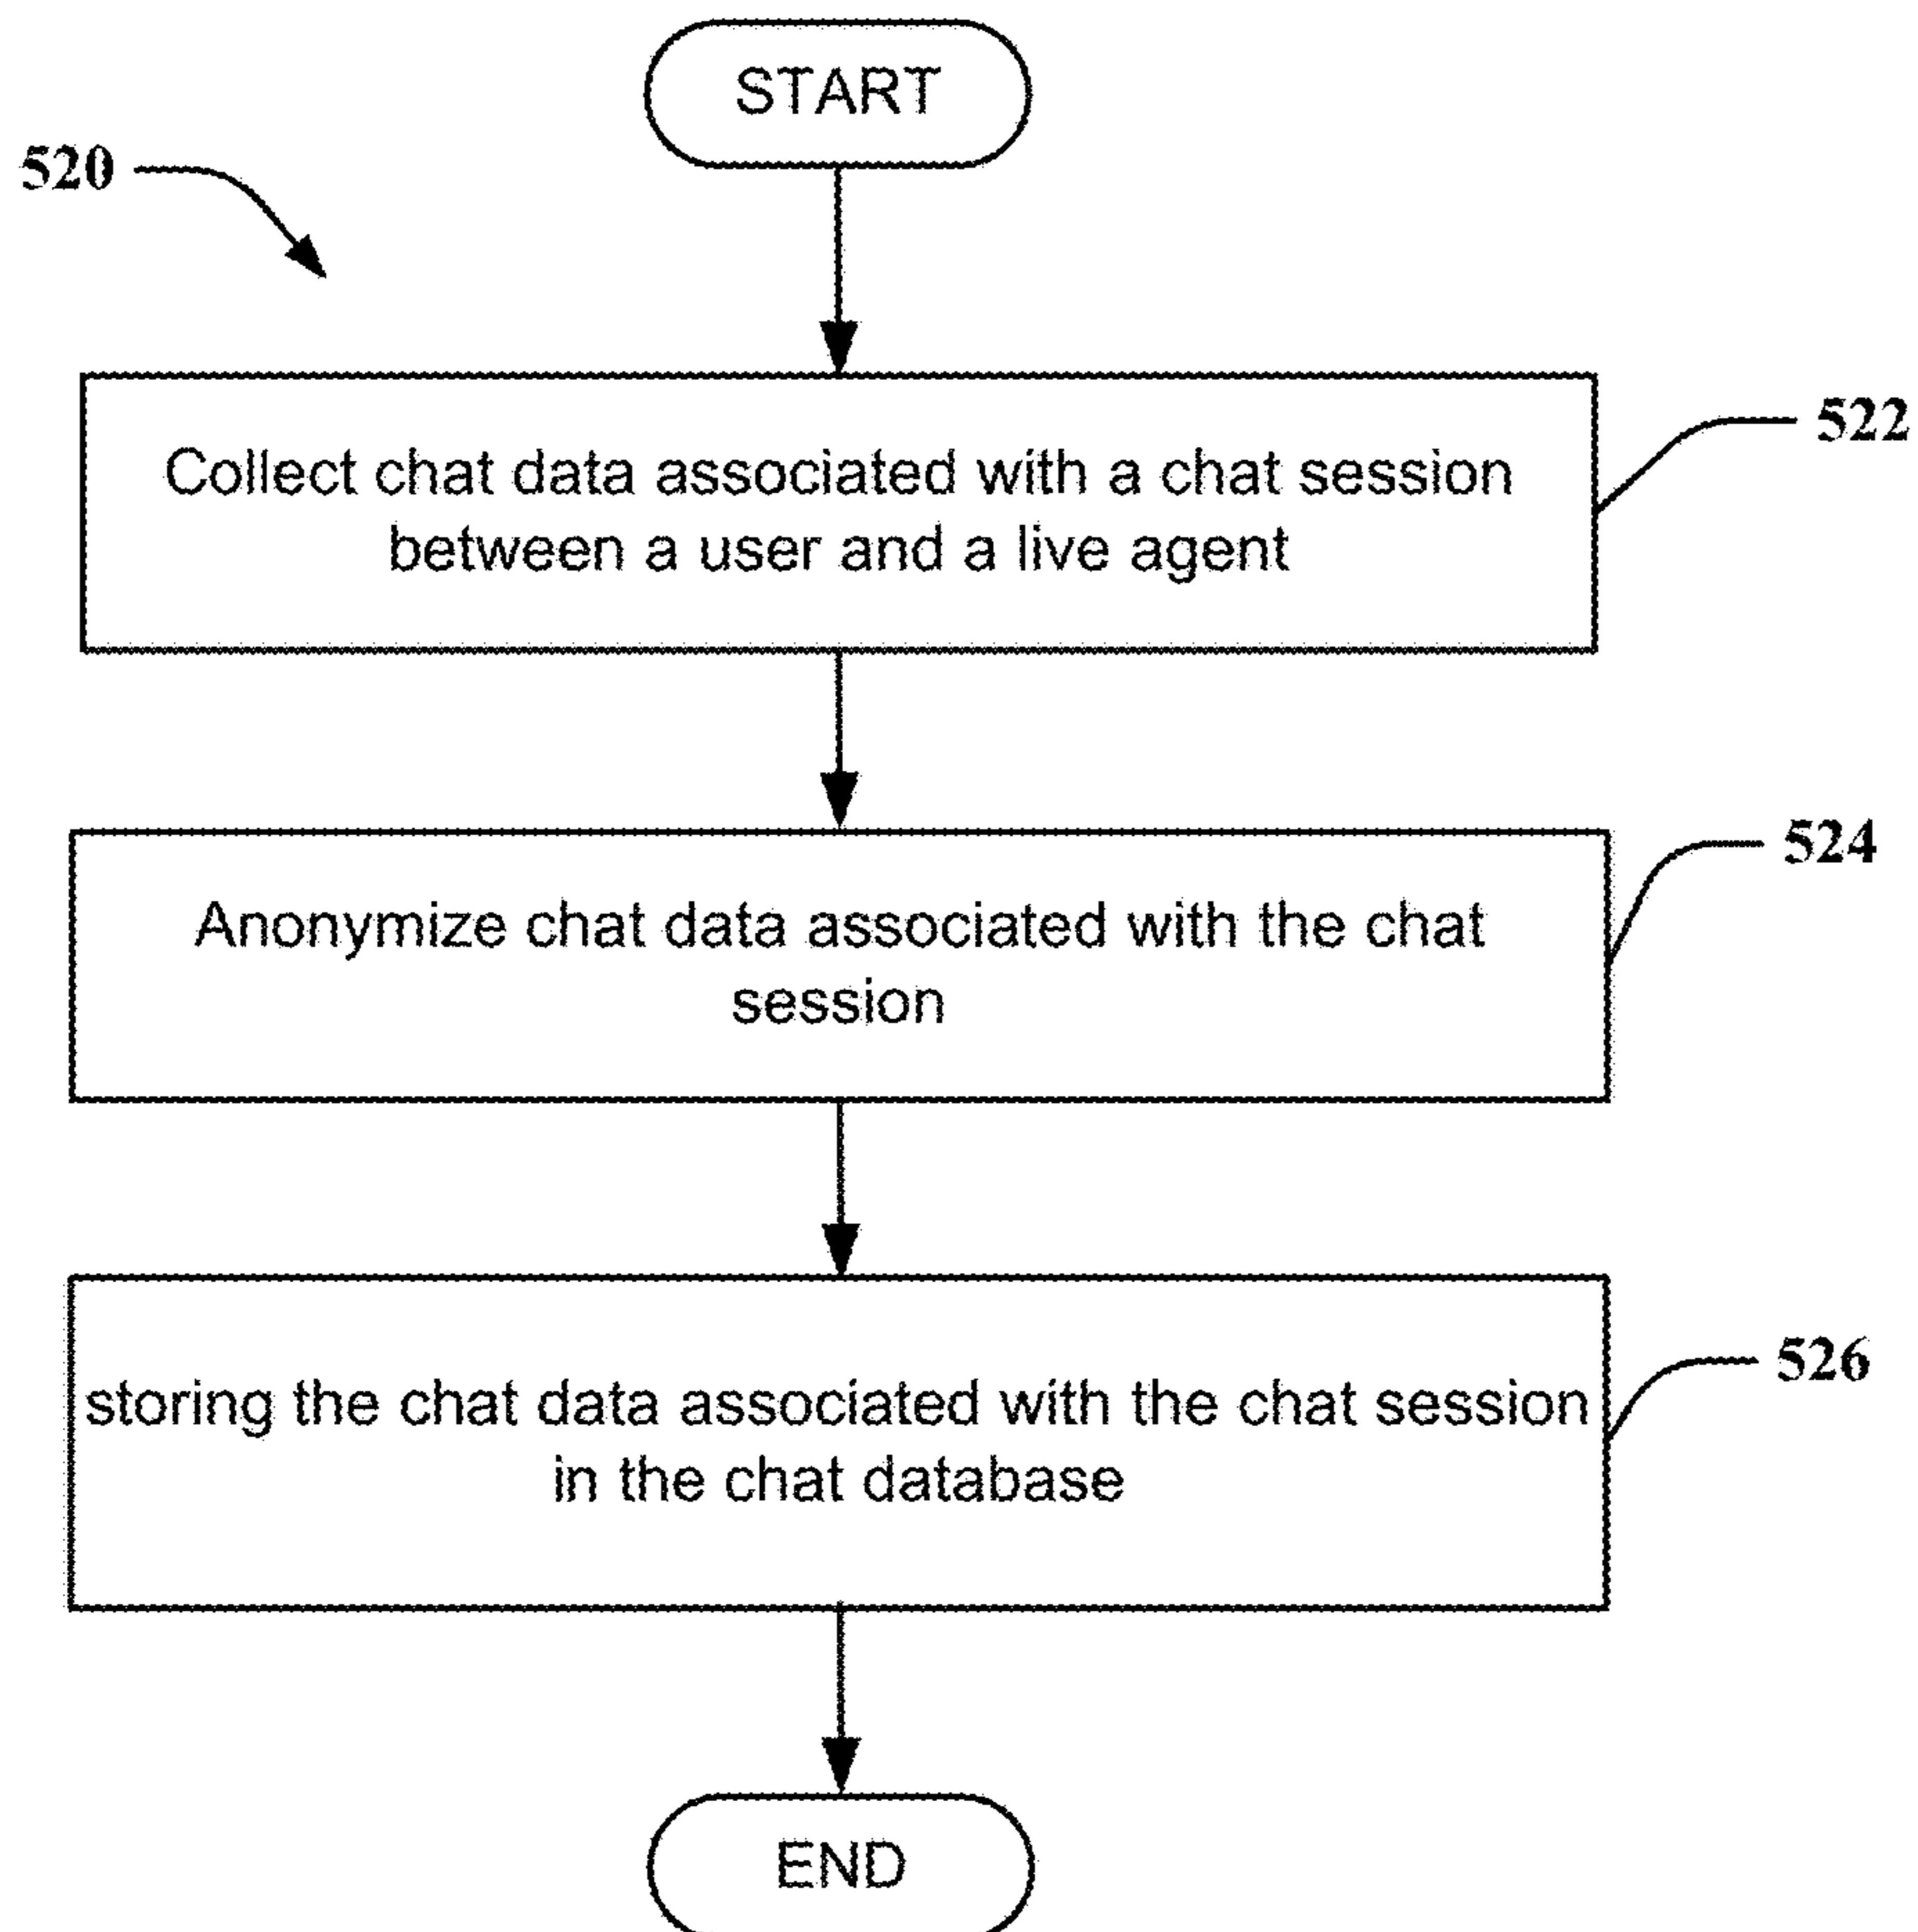 START
520
Collect chat data associated with a chat session
between a user and a live agent
522
Anonymize chat data associated with the chat
session
524
storing the chat data associated with the chat session
in the chat database
526
END